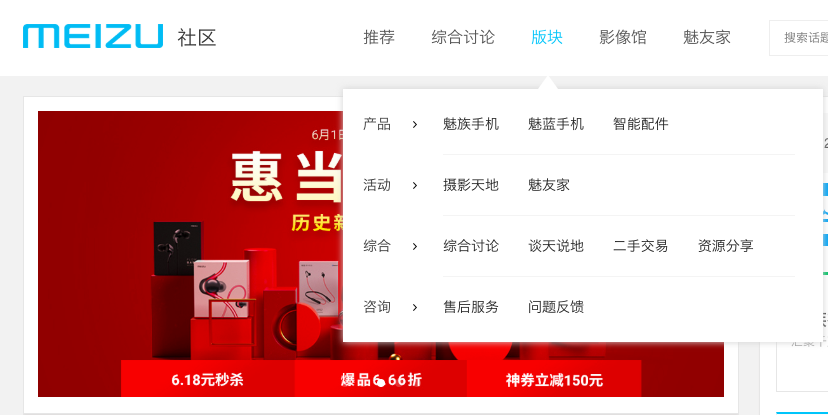 MEIZU 社区
推荐 综合讨论 版块 影像馆 魅友家
搜索话题
产品 › 魅族手机 魅蓝手机 智能配件
活动 › 摄影天地 魅友家
综合 › 综合讨论 谈天说地 二手交易 资源分享
咨询 › 售后服务 问题反馈
6月1日
惠当
历史新
6.18元秒杀 爆品6.66折 神券立减150元